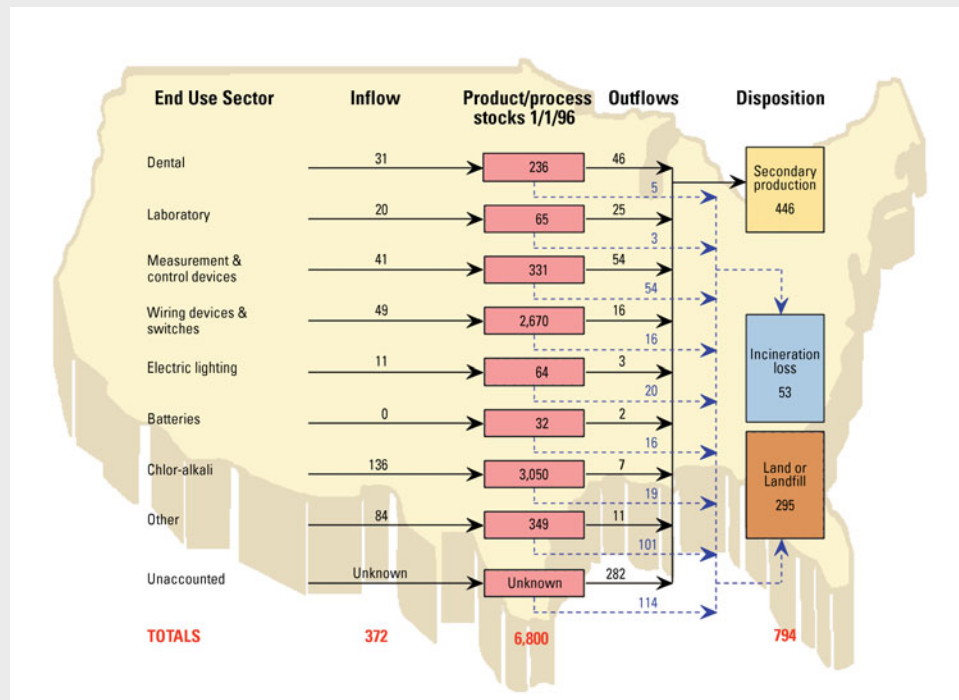 End Use Sector Inflow Product/process Outflows Disposition
stocks 1/1/96
Dental 31 236 46
5
Secondary
production
446
Laboratory 20 65 25
3
Measurement &
control devices 41 331 54
54
Wiring devices &
switches 49 2,670 16
16
Incineration
loss
53
Electric lighting 11 64 3
20
Batteries 0 32 2
16
Chlor-alkali 136 3,050 7
19
Land or
Landfill
295
Other 84 349 11
101
Unaccounted Unknown Unknown 282
114
TOTALS 372 6,800 794